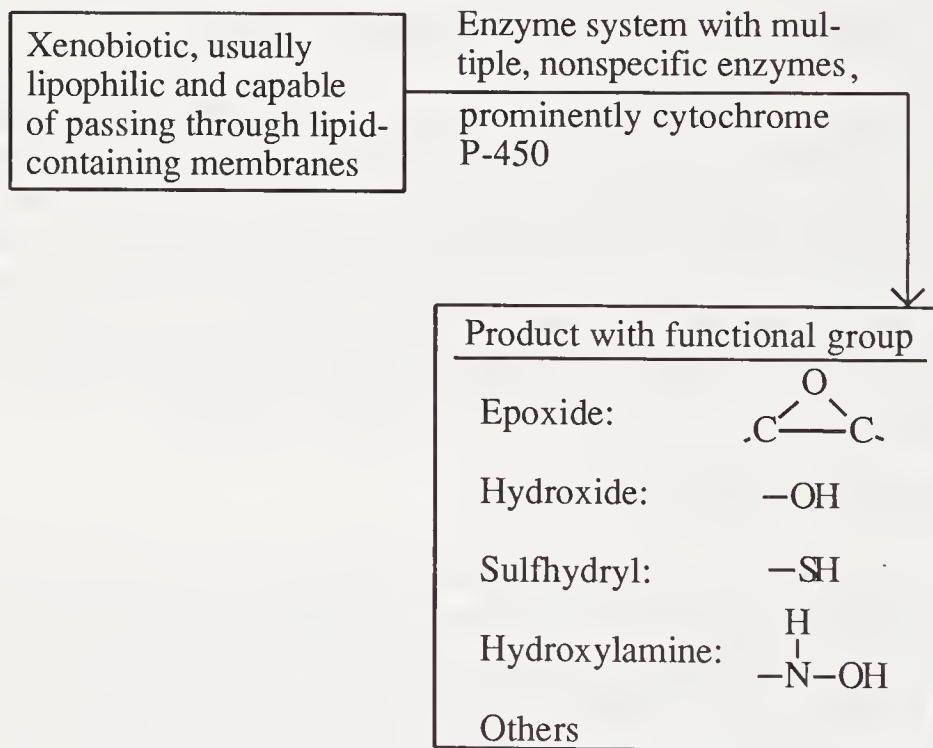 Xenobiotic, usually
lipophilic and capable
of passing through lipid-
containing membranes
Enzyme system with mul-
tiple, nonspecific enzymes,
prominently cytochrome
P-450
Product with functional group
Epoxide:
O
C C
Hydroxide: –OH
Sulfhydryl: –SH
H
Hydroxylamine: –N–OH
Others